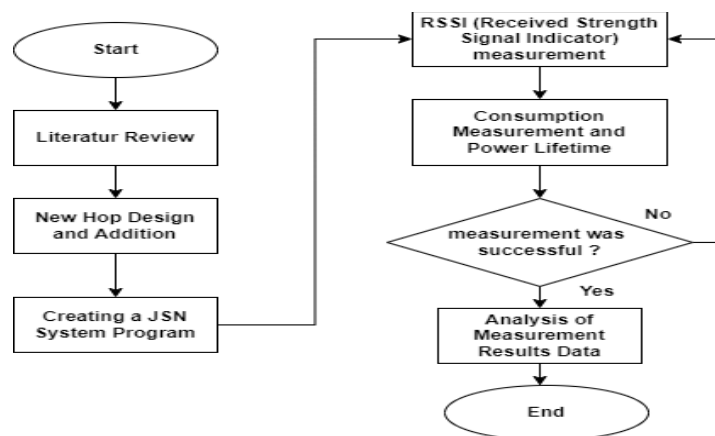 Start
Literatur Review
New Hop Design
and Addition
Creating a JSN
System Program
RSSI (Received Strength
Signal Indicator)
measurement
Consumption
Measurement and
Power Lifetime
measurement was
successful ?
No
Yes
Analysis of
Measurement
Results Data
End